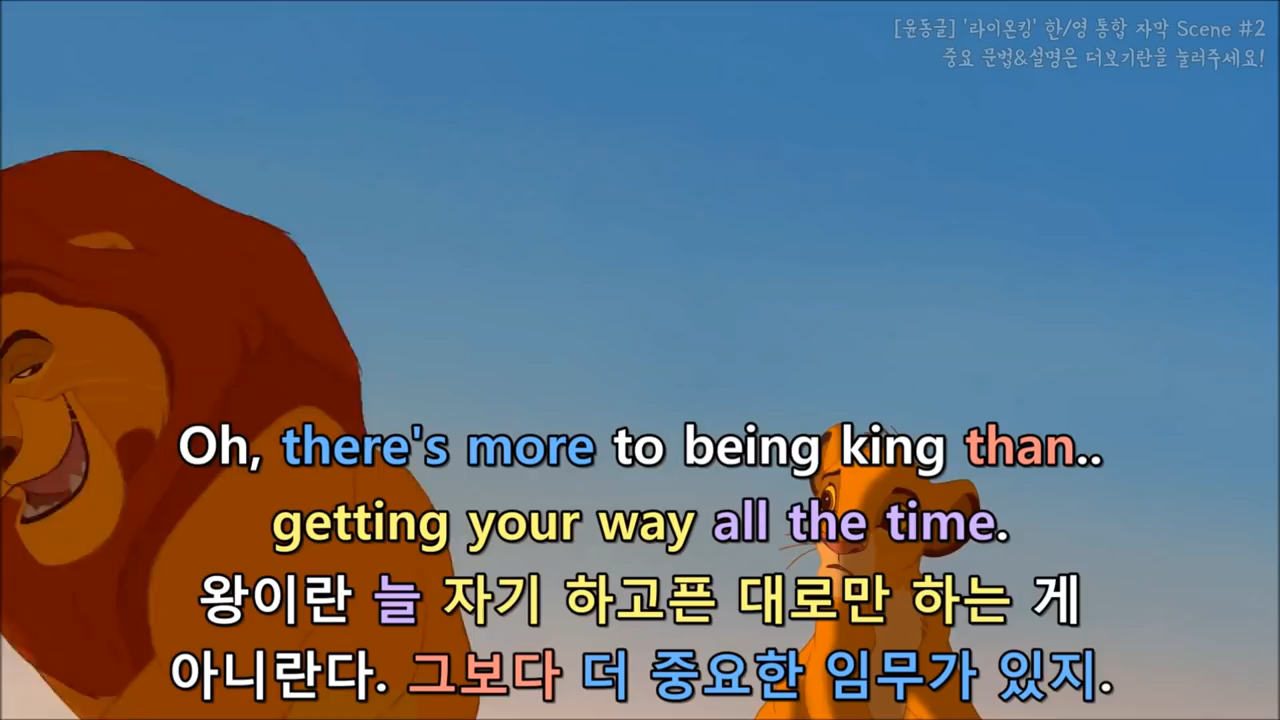 [윤동글] '라이온킹' 한/영 통합 자막 Scene #2
중요 문법&설명은 더보기란을 눌러주세요!
Oh, there's more to being king than..
getting your way all the time.
왕이란 늘 자기 하고픈 대로만 하는 게
아니란다. 그보다 더 중요한 임무가 있지.